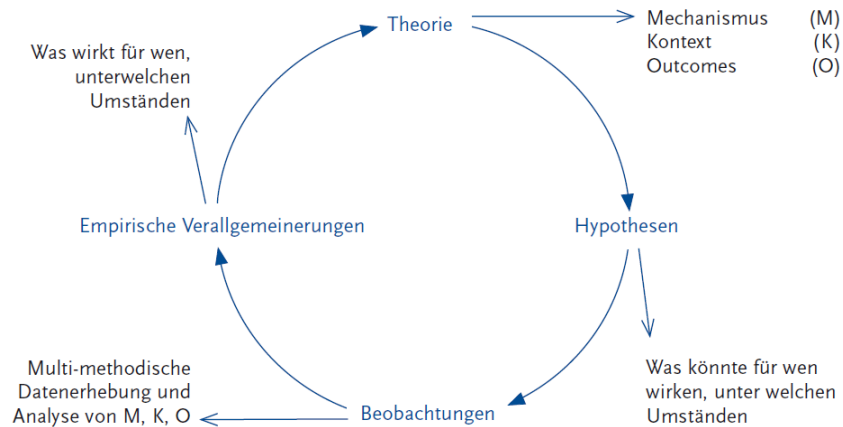 Theorie
Mechanismus (M)
Kontext (K)
Outcomes (O)
Was wirkt für wen,
unterwelchen
Umständen
Empirische Verallgemeinerungen
Hypothesen
Was könnte für wen
wirken, unter welchen
Umständen
Multi-methodische
Datenerhebung und
Analyse von M, K, O
Beobachtungen